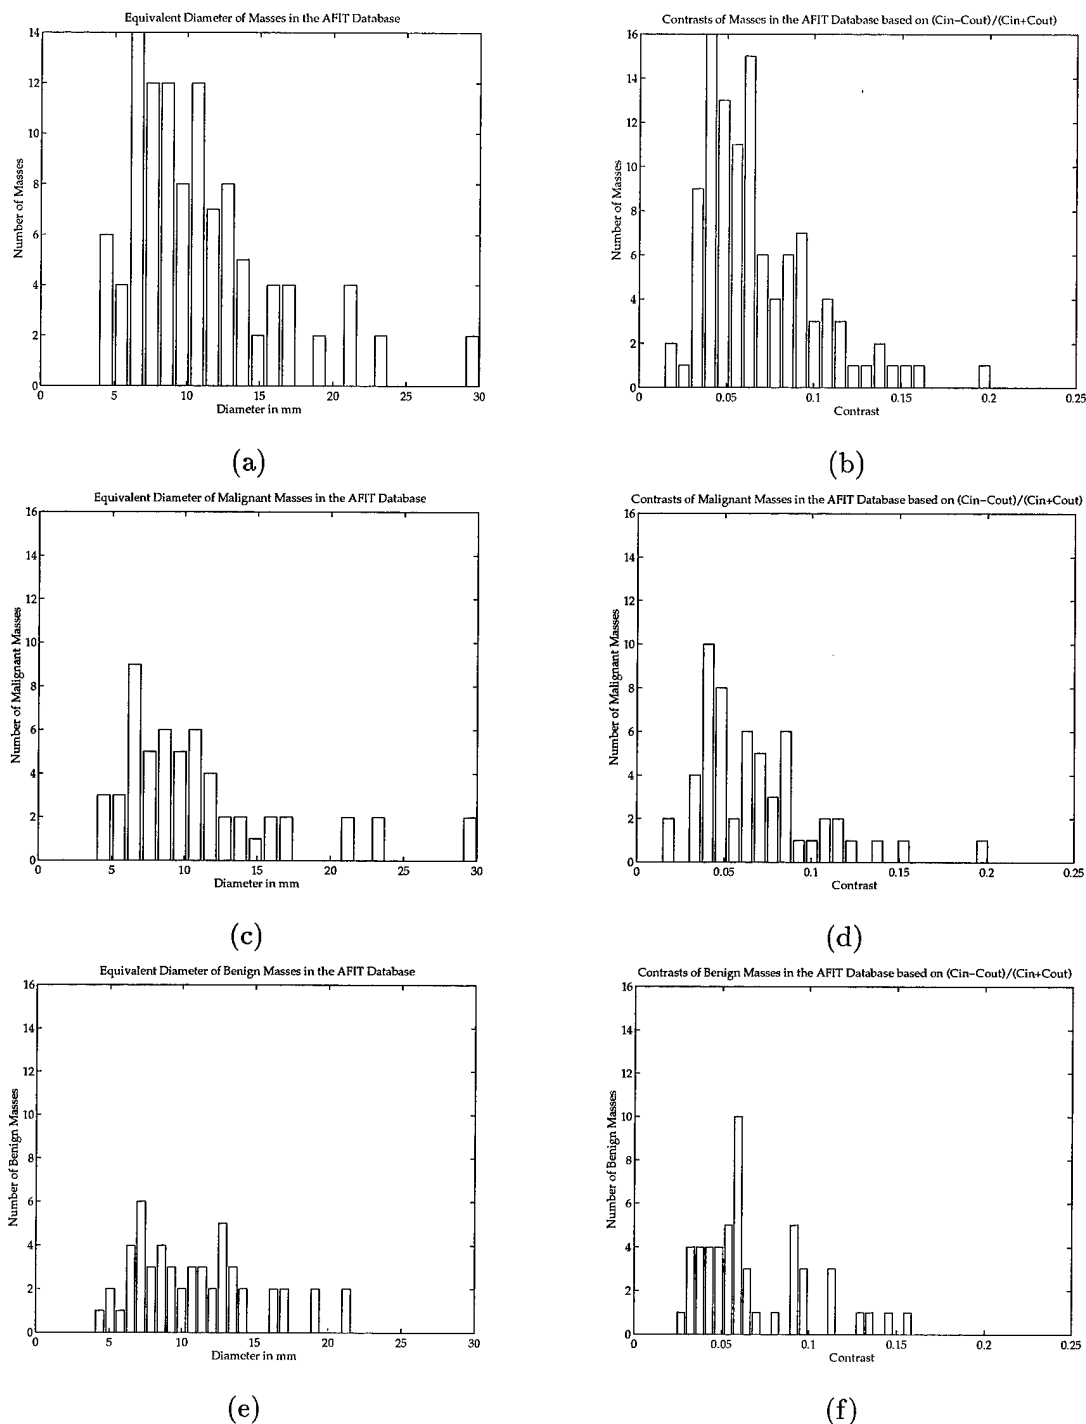 Equivalent Diameter of Masses in the AFIT Database
14
12
10
8
6
4
2
0
Number of Masses
0 5 10 15 20 25 30
Diameter in mm
(a)
Contrasts of Masses in the AFIT Database based on (Cin−Cout)/(Cin+Cout)
16
14
12
10
8
6
4
2
0
Number of Masses
0 0.05 0.1 0.15 0.2 0.25
Contrast
(b)
Equivalent Diameter of Malignant Masses in the AFIT Database
16
14
12
10
8
6
4
2
0
Number of Malignant Masses
0 5 10 15 20 25 30
Diameter in mm
(c)
Contrasts of Malignant Masses in the AFIT Database based on (Cin−Cout)/(Cin+Cout)
16
14
12
10
8
6
4
2
0
Number of Malignant Masses
0 0.05 0.1 0.15 0.2 0.25
Contrast
(d)
Equivalent Diameter of Benign Masses in the AFIT Database
16
14
12
10
8
6
4
2
0
Number of Benign Masses
0 5 10 15 20 25 30
Diameter in mm
(e)
Contrasts of Benign Masses in the AFIT Database based on (Cin−Cout)/(Cin+Cout)
16
14
12
10
8
6
4
2
0
Number of Benign Masses
0 0.05 0.1 0.15 0.2 0.25
Contrast
(f)